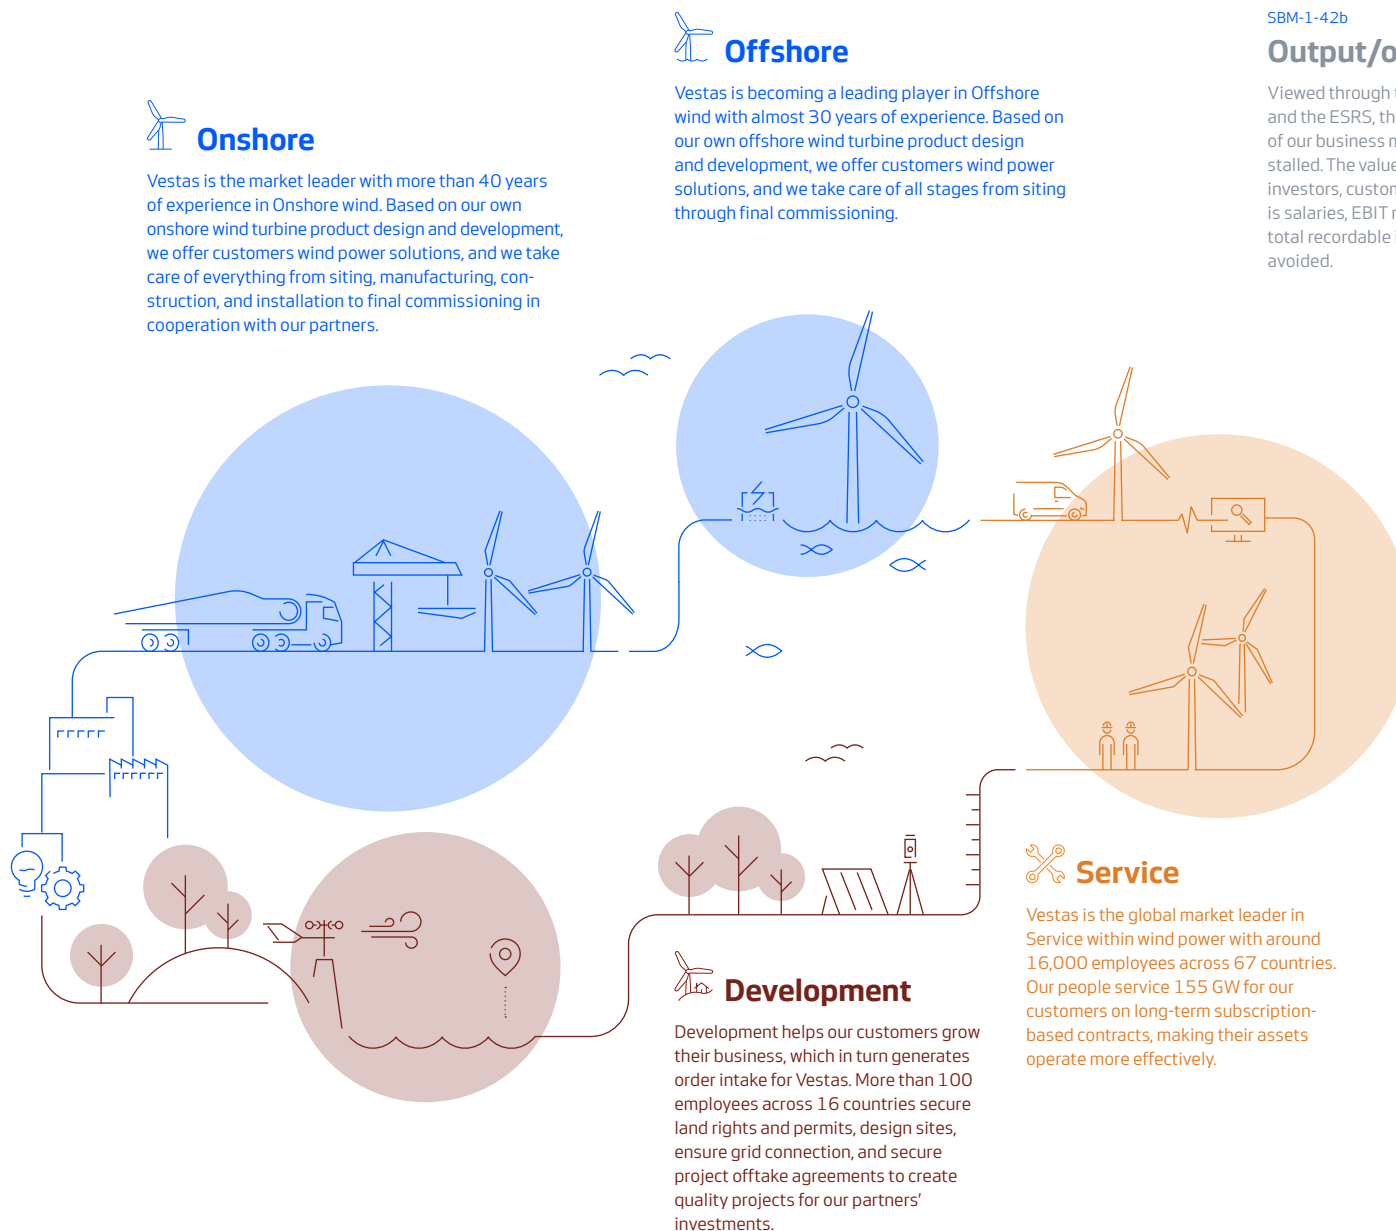 Onshore
Vestas is the market leader with more than 40 years
of experience in Onshore wind. Based on our own
onshore wind turbine product design and development,
we offer customers wind power solutions, and we take
care of everything from siting, manufacturing, con-
struction, and installation to final commissioning in
cooperation with our partners.
Offshore
Vestas is becoming a leading player in Offshore
wind with almost 30 years of experience. Based on
our own offshore wind turbine product design
and development, we offer customers wind power
solutions, and we take care of all stages from siting
through final commissioning.
SBM-1-42b
Output/o
Viewed through
and the ESRS, th
of our business m
stalled. The value
investors, custom
is salaries, EBIT
total recordable
avoided.
Service
Vestas is the global market leader in
Service within wind power with around
16,000 employees across 67 countries.
Our people service 155 GW for our
customers on long-term subscription-
based contracts, making their assets
operate more effectively.
Development
Development helps our customers grow
their business, which in turn generates
order intake for Vestas. More than 100
employees across 16 countries secure
land rights and permits, design sites,
ensure grid connection, and secure
project offtake agreements to create
quality projects for our partners'
investments.